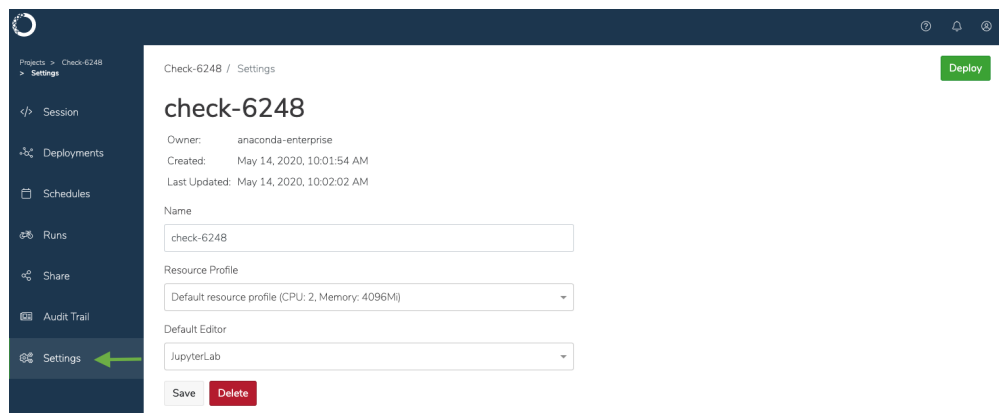 Projects > Check-6248
> Settings
Check-6248 / Settings
Deploy
Session
Deployments
Schedules
Runs
Share
Audit Trail
Settings
check-6248
Owner: anaconda-enterprise
Created: May 14, 2020, 10:01:54 AM
Last Updated: May 14, 2020, 10:02:02 AM
Name
check-6248
Resource Profile
Default resource profile (CPU: 2, Memory: 4096Mi)
Default Editor
JupyterLab
Save Delete